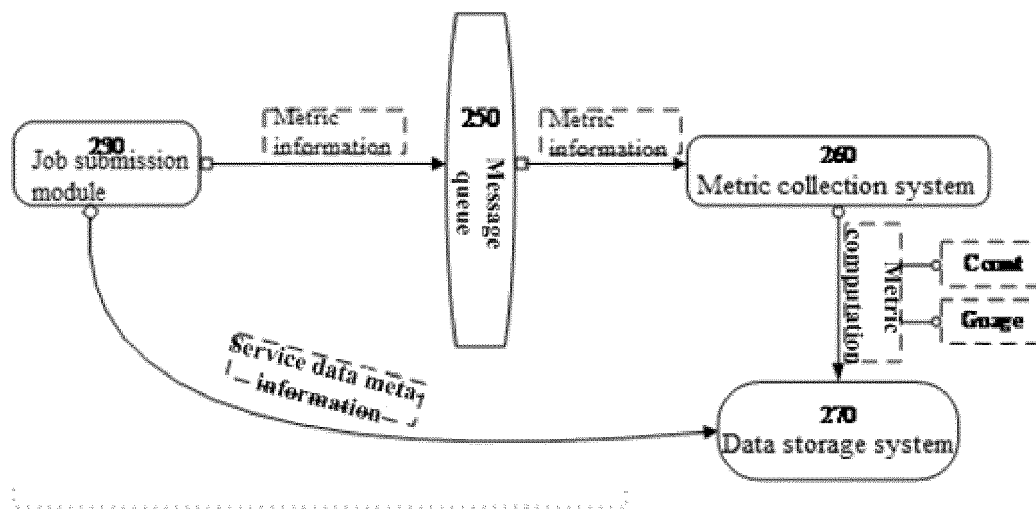 230
Job submission
module
Metric
information
250
Message
queue
Metric
information
260
Metric collection system
Metric
computation
Count
Guage
Service data meta
information
270
Data storage system